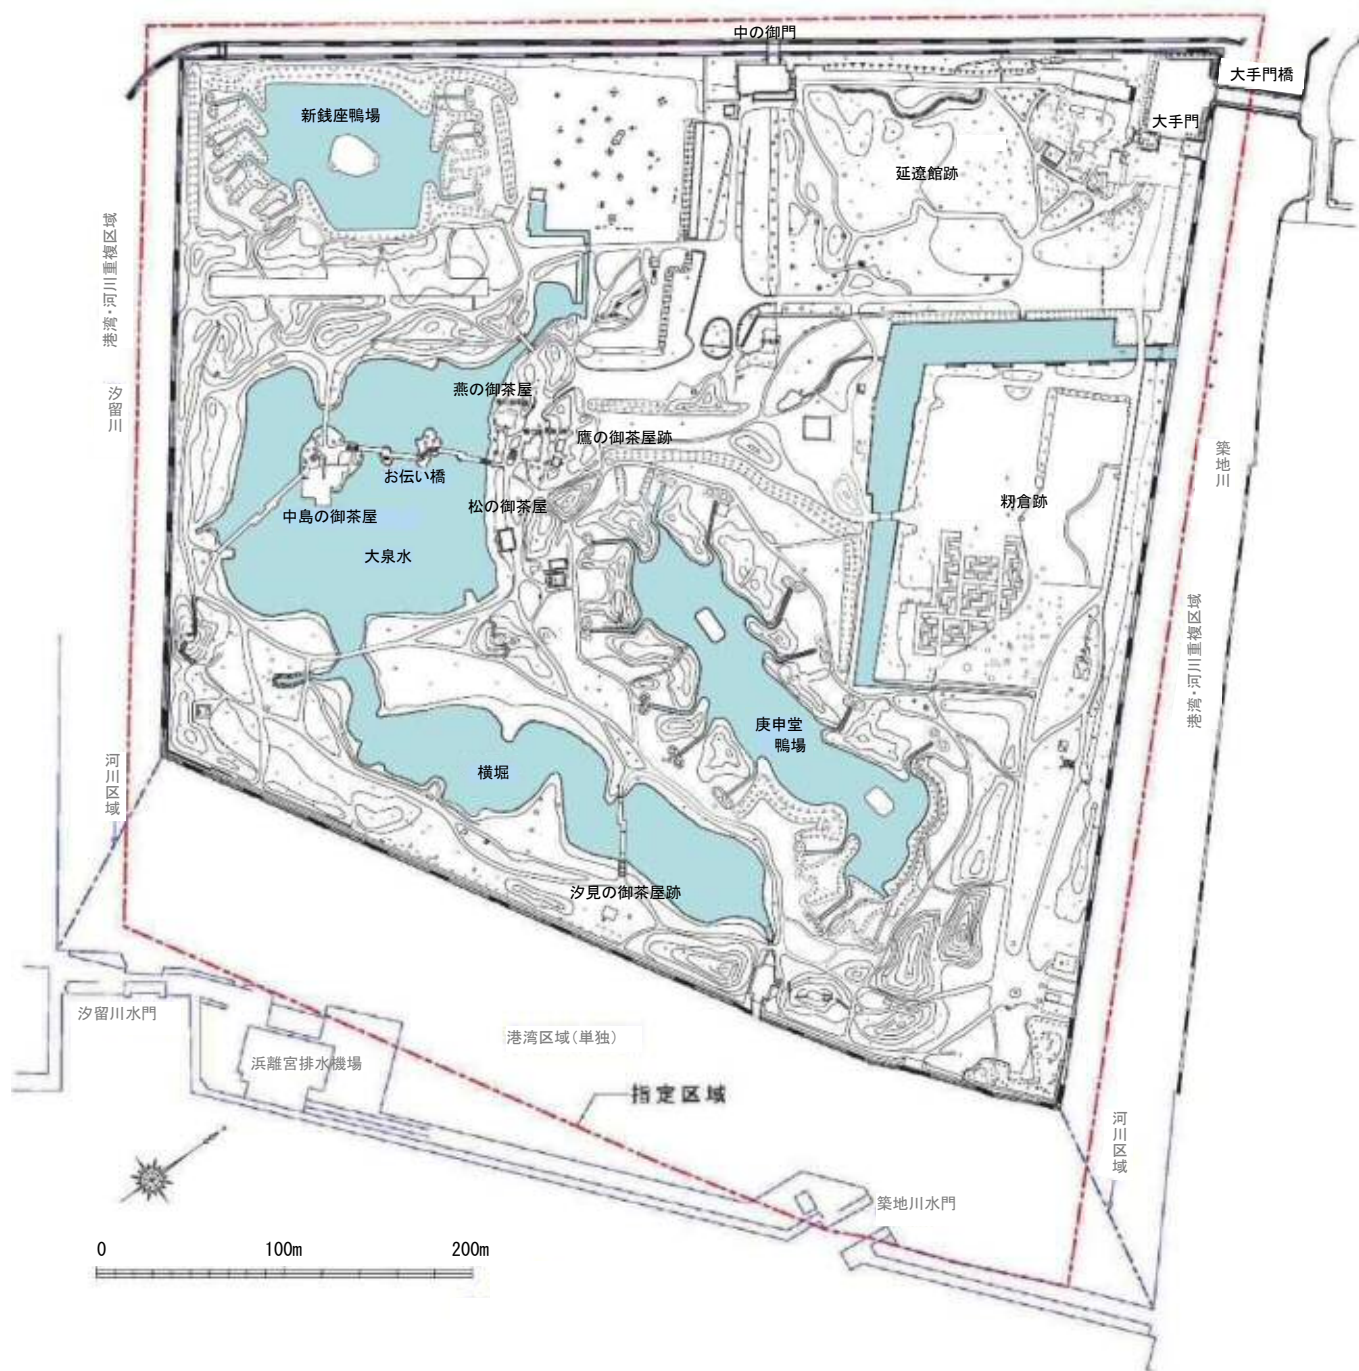 中の御門
大手門橋
新銭座鴨場
大手門
延遼館跡
港湾・河川重複区域
汐留川
燕の御茶屋
鷹の御茶屋跡
お伝い橋
築地川
中島の御茶屋
松の御茶屋
籾倉跡
大泉水
港湾・河川重複区域
庚申堂
鴨場
河川区域
横堀
汐見の御茶屋跡
汐留川水門
港湾区域(単独)
浜離宮排水機場
指定区域
河川区域
築地川水門
0 100m 200m